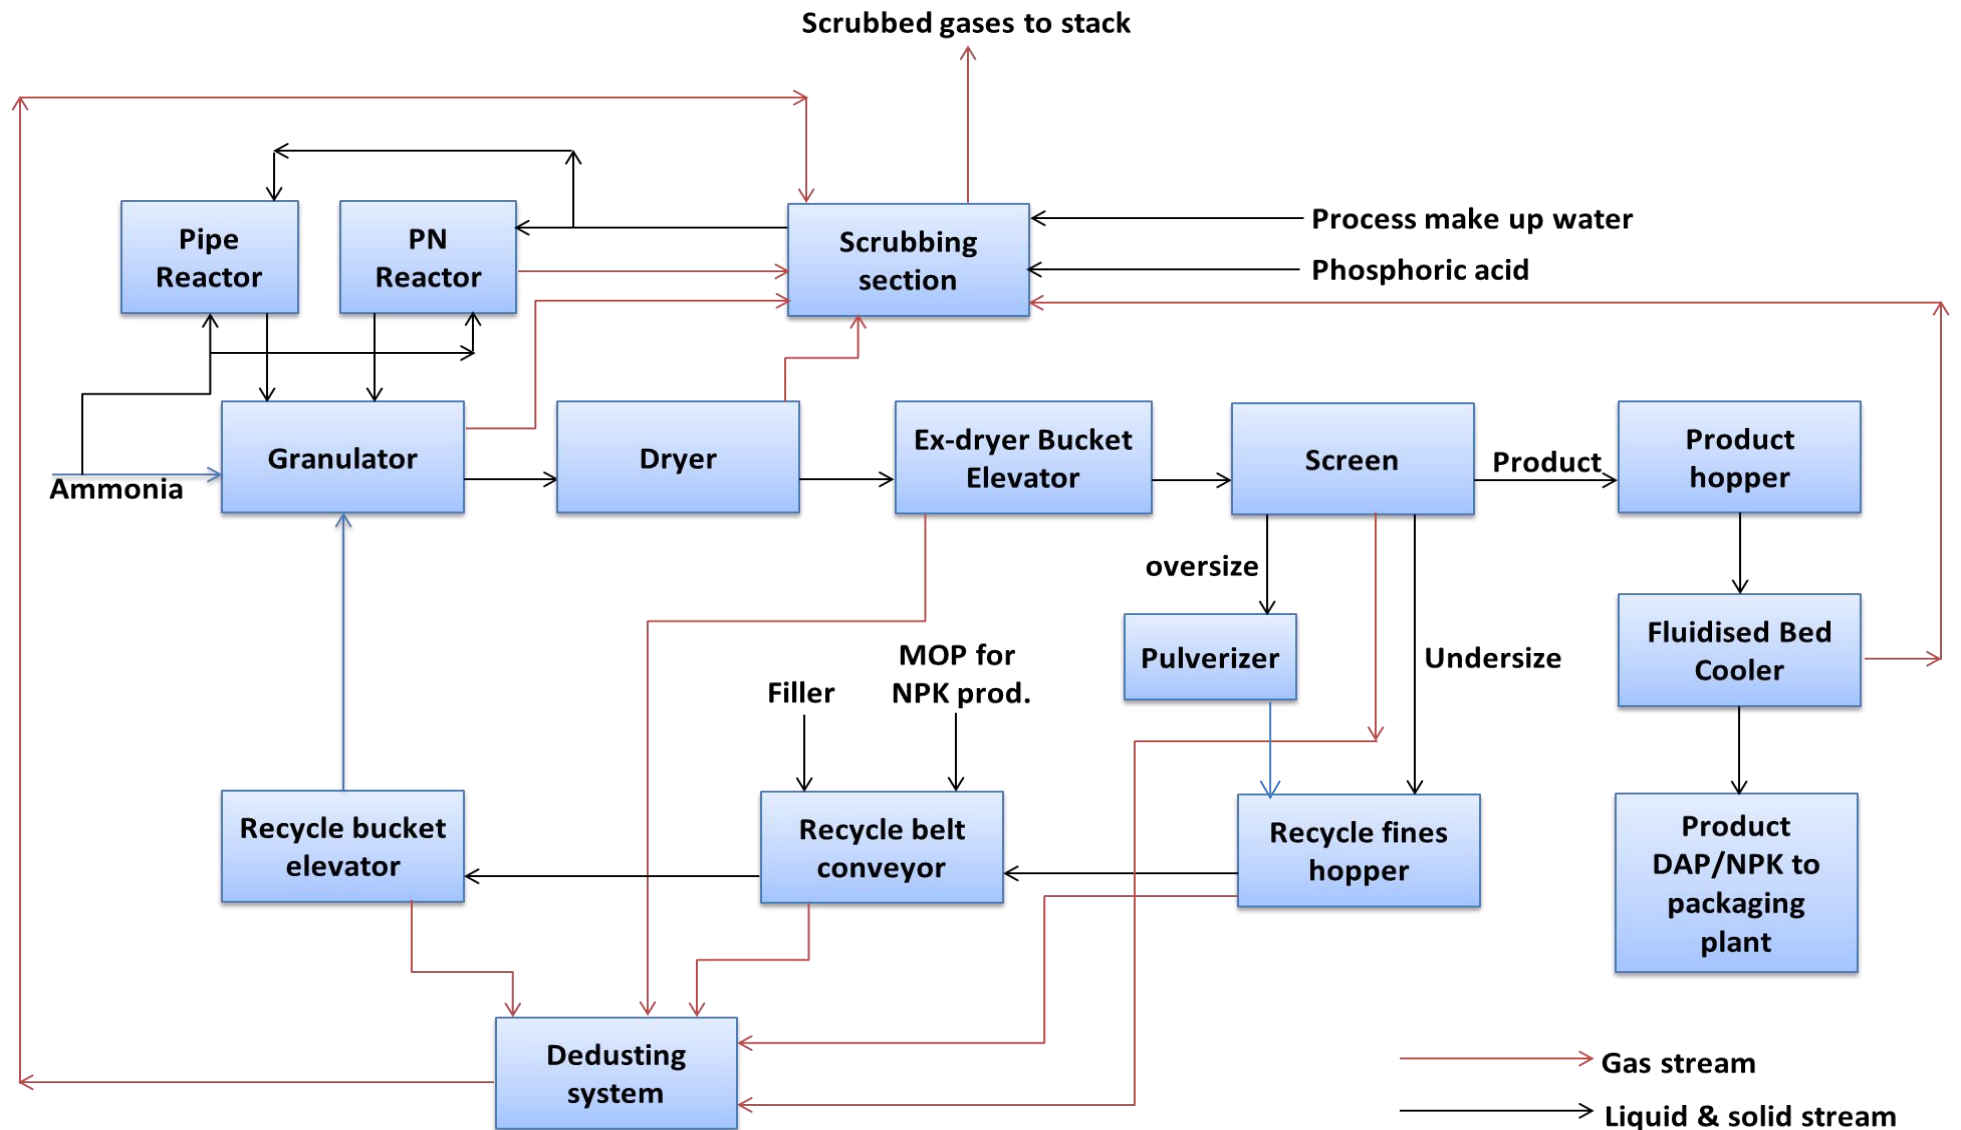 Scrubbed gases to stack
Pipe
Reactor
PN
Reactor
Scrubbing
section
Process make up water
Phosphoric acid
Granulator
Dryer
Ex-dryer Bucket
Elevator
Screen
Product
Product
hopper
Ammonia
oversize
Pulverizer
Undersize
Fluidised Bed
Cooler
Filler
MOP for
NPK prod.
Recycle bucket
elevator
Recycle belt
conveyor
Recycle fines
hopper
Product
DAP/NPK to
packaging
plant
Dedusting
system
Gas stream
Liquid & solid stream